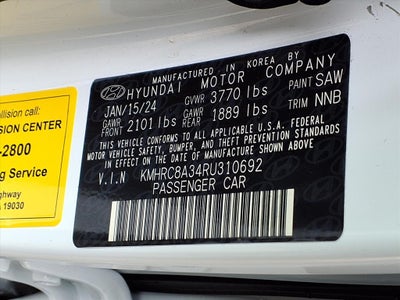 llision call:
SION CENTER
-2800
g Service
ghway
19030
MANUFACTURED IN KOREA BY
HYUNDAI MOTOR COMPANY
JAN/15/24 GVWR 3770 lbs PAINT SAW
GAWR FRONT 2101 lbs GAWR REAR 1889 lbs TRIM NNB
THIS VEHICLE CONFORMS TO ALL APPLICABLE FEDERAL
MOTOR VEHICLE SAFETY, BUMPER, AND THEFT PREVENTION STANDARDS
IN EFFECT ON THE DATE OF MANUFACTURE SHOWN ABOVE.
V.I.N KMHRC8A34RU310692
PASSENGER CAR